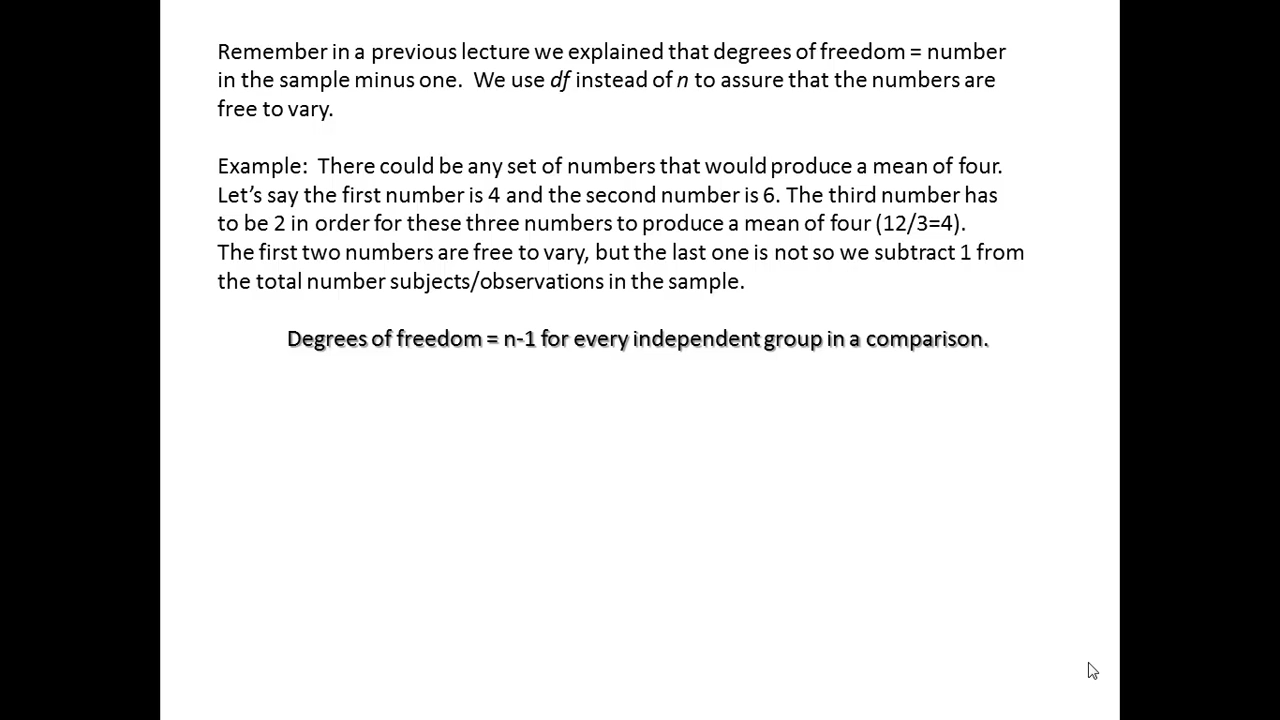 Remember in a previous lecture we explained that degrees of freedom = number
in the sample minus one.  We use df instead of n to assure that the numbers are
free to vary.
Example:  There could be any set of numbers that would produce a mean of four.
Let’s say the first number is 4 and the second number is 6. The third number has
to be 2 in order for these three numbers to produce a mean of four (12/3=4).
The first two numbers are free to vary, but the last one is not so we subtract 1 from
the total number subjects/observations in the sample.
Degrees of freedom = n-1 for every independent group in a comparison.